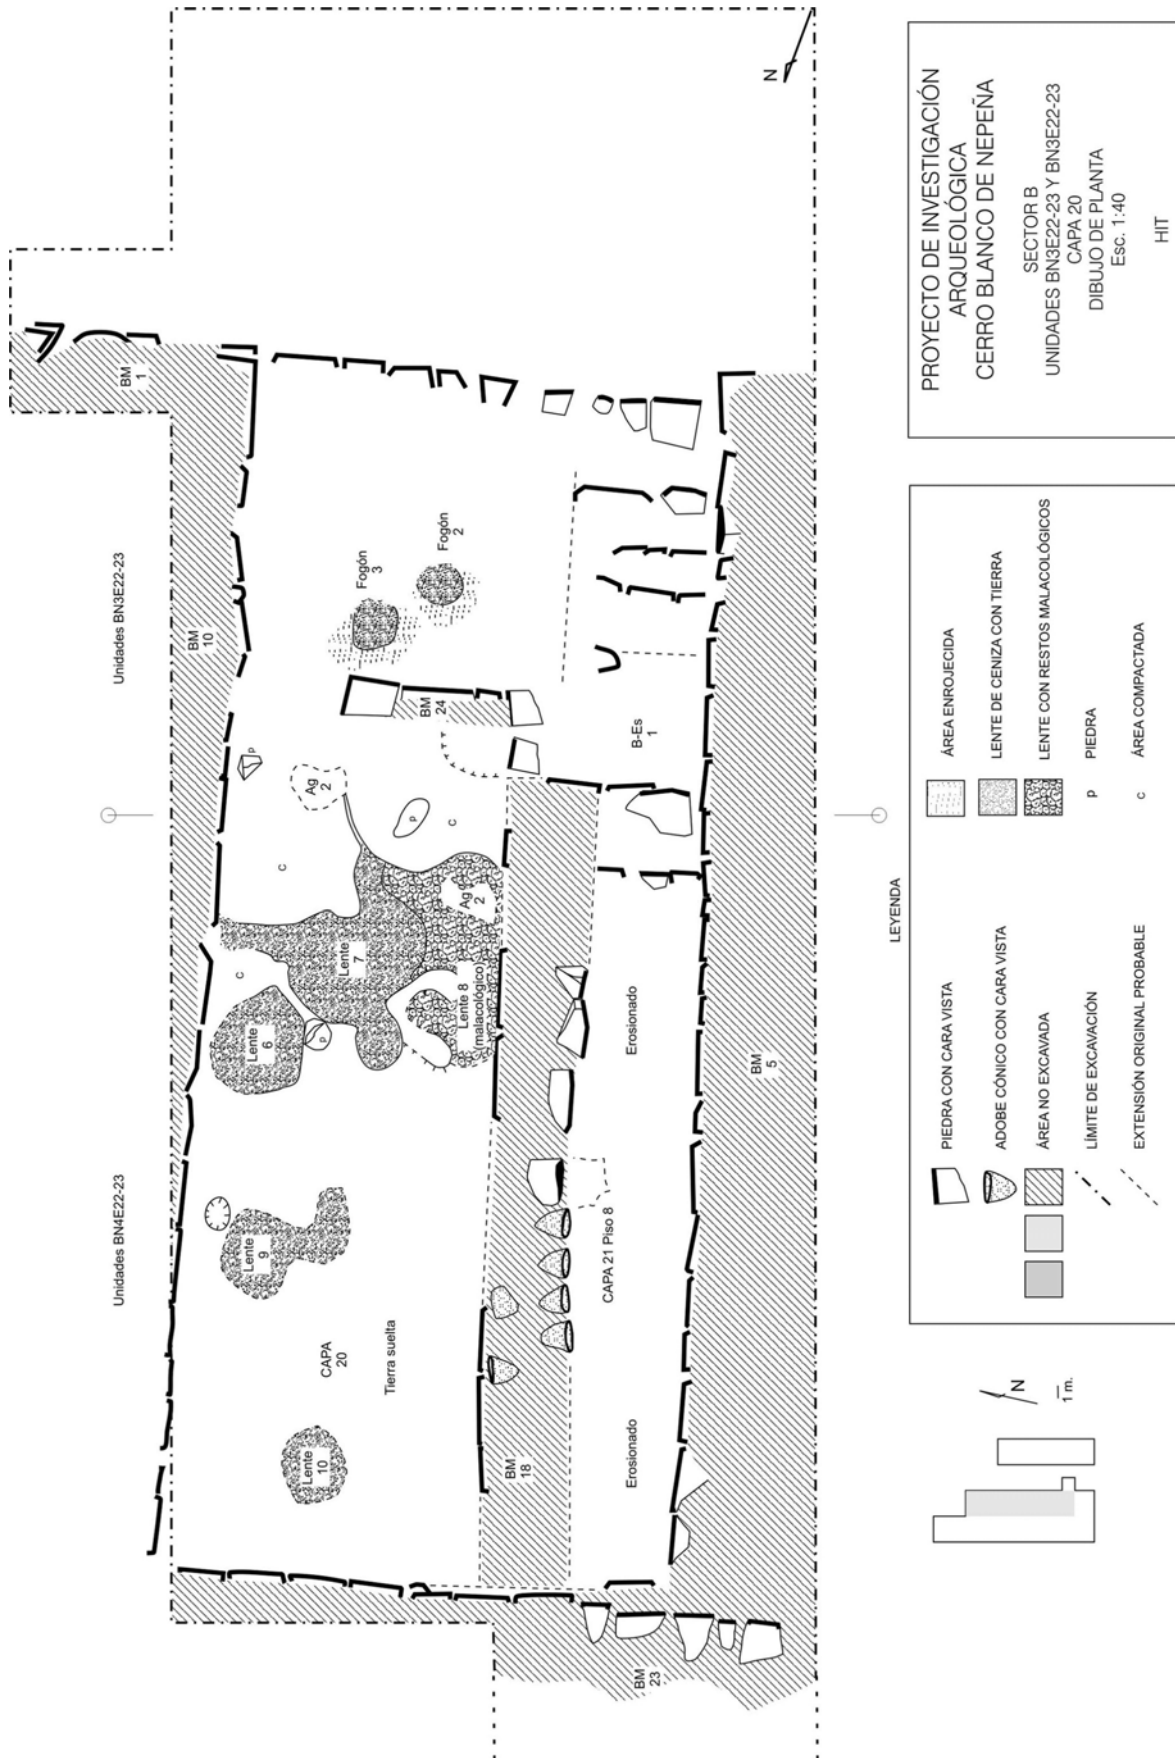 PROYECTO DE INVESTIGACIÓN
ARQUEOLÓGICA
CERRO BLANCO DE NEPEÑA
SECTOR B
UNIDADES BN3E22-23 Y BN3E22-23
CAPA 20
DIBUJO DE PLANTA
Esc. 1:40
HIT
N
Unidades BN4E22-23
Unidades BN3E22-23
BM
1
BM
10
Fogón
3
Fogón
2
BM
24
p
Ag
2
p
c
c
c
Lente
6
p
Lente
7
Ag
2
Lente 8
(malacológico)
Lente
9
CAPA
20
Tierra suelta
Lente
10
BM
18
B-Es
1
Erosionado
CAPA 21 Piso 8
Erosionado
BM
5
BM
23
LEYENDA
PIEDRA CON CARA VISTA
ADOBE CÓNICO CON CARA VISTA
ÁREA NO EXCAVADA
LÍMITE DE EXCAVACIÓN
EXTENSIÓN ORIGINAL PROBABLE
ÁREA ENROJECIDA
LENTE DE CENIZA CON TIERRA
LENTE CON RESTOS MALACOLÓGICOS
p PIEDRA
c ÁREA COMPACTADA
N
1 m.